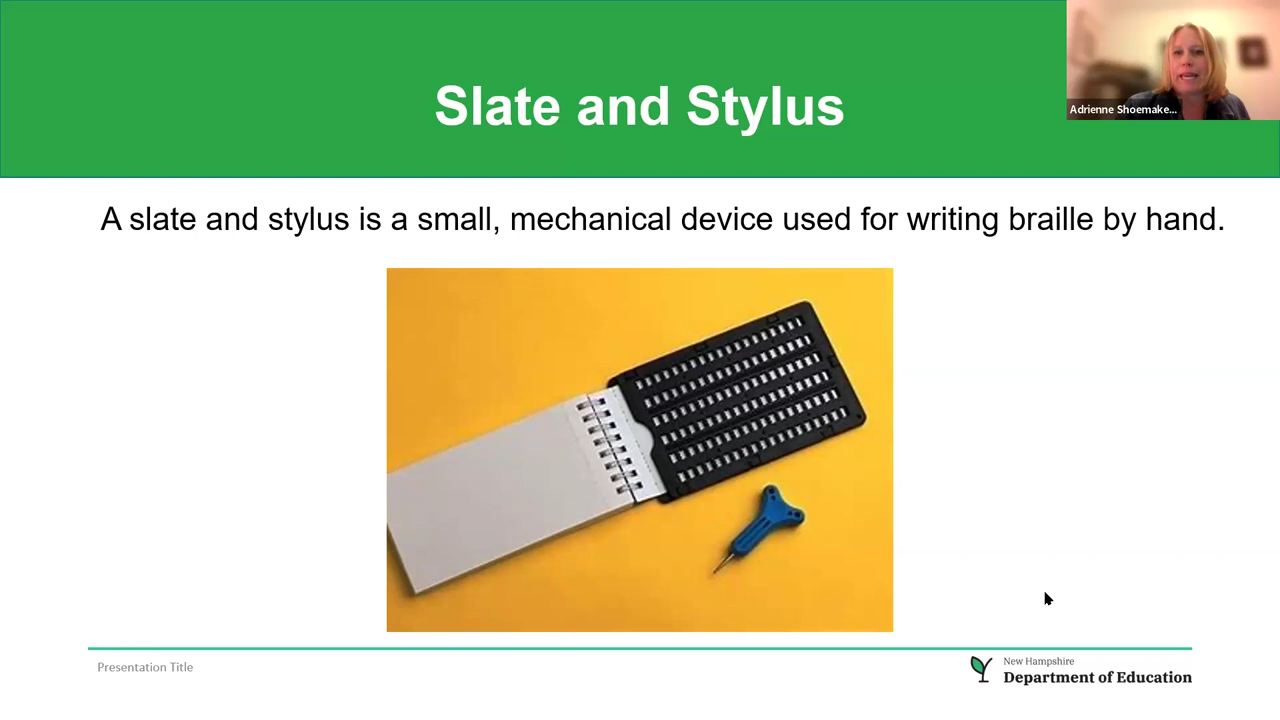 Slate and Stylus
Adrienne Shoemake...
A slate and stylus is a small, mechanical device used for writing braille by hand.
Presentation Title
New Hampshire
Department of Education